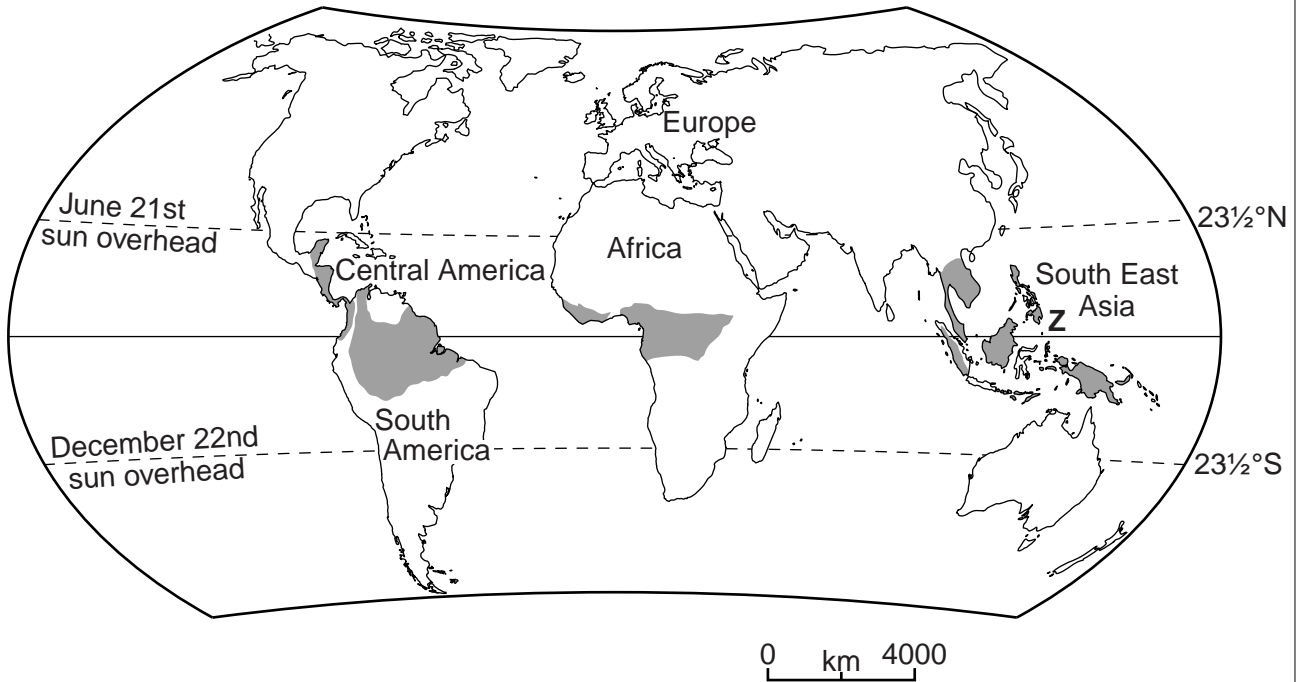 Europe
June 21st
sun overhead
23½°N
Africa
Central America
South East
Asia
Z
South
America
December 22nd
sun overhead
23½°S
0 km 4000